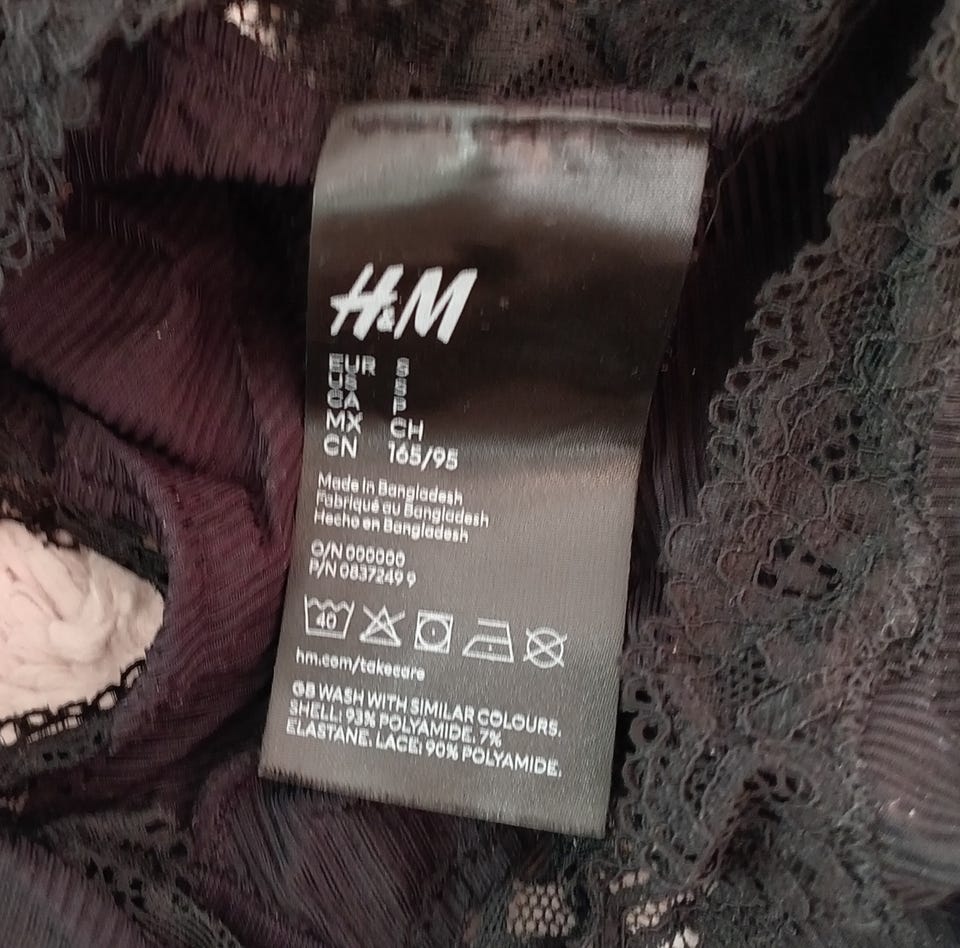 H&M
EUR S
US S
CA P
MX CH
CN 165/95
Made in Bangladesh
Fabriqué au Bangladesh
Hecho en Bangladesh
O/N 000000
P/N 0837249 9
40
hm.com/takecare
GB WASH WITH SIMILAR COLOURS.
SHELL: 93% POLYAMIDE. 7%
ELASTANE. LACE: 90% POLYAMIDE.